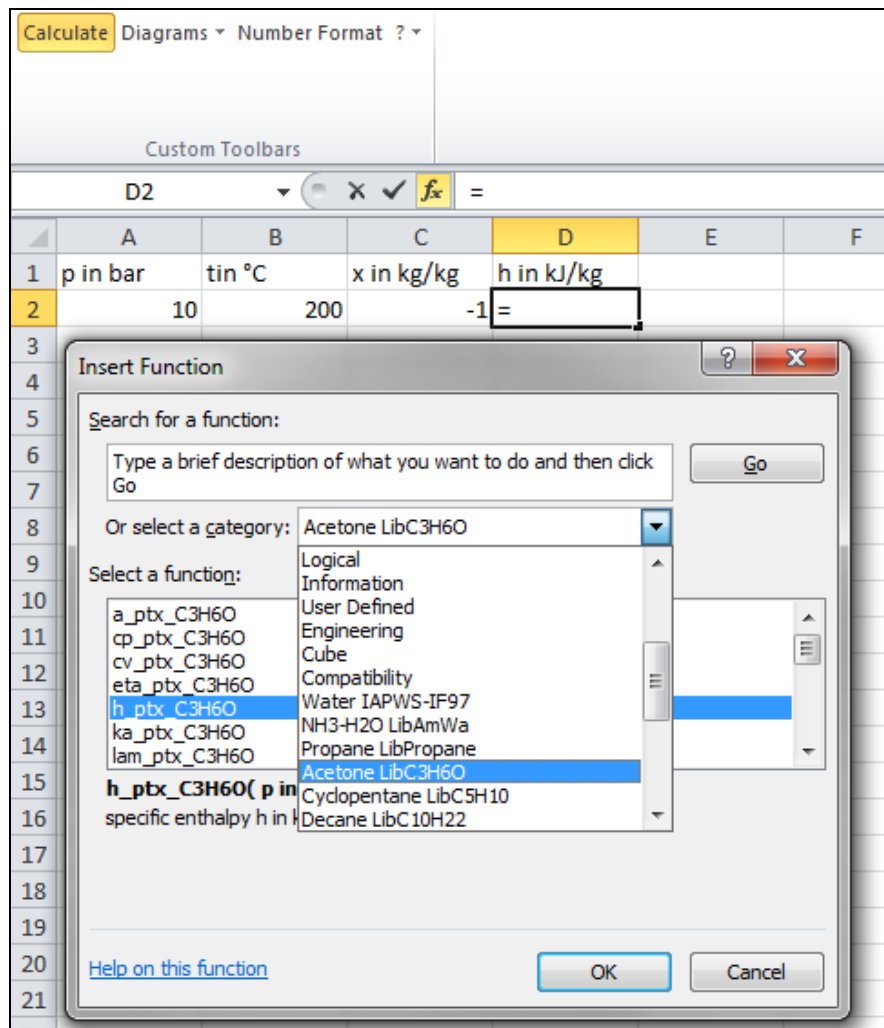 Calculate Diagrams Number Format ?
Custom Toolbars
D2 fx =
A B C D E F
1 p in bar tin °C x in kg/kg h in kJ/kg
2 10 200 -1 =
3
Insert Function ? X
4
5 Search for a function:
6 Type a brief description of what you want to do and then click Go
7 Go
8 Or select a category: Acetone LibC3H6O
Logical
9 Select a function: Information
10 a_ptx_C3H6O User Defined
11 cp_ptx_C3H6O Engineering
cv_ptx_C3H6O Cube
12 eta_ptx_C3H6O Compatibility
13 h_ptx_C3H6O Water IAPWS-IF97
ka_ptx_C3H6O NH3-H2O LibAmWa
14 lam_ptx_C3H6O Propane LibPropane
Acetone LibC3H6O
15 h_ptx_C3H6O( p in Cyclopentane LibC5H10
16 specific enthalpy h in Decane LibC10H22
17
18
19
20 Help on this function OK Cancel
21